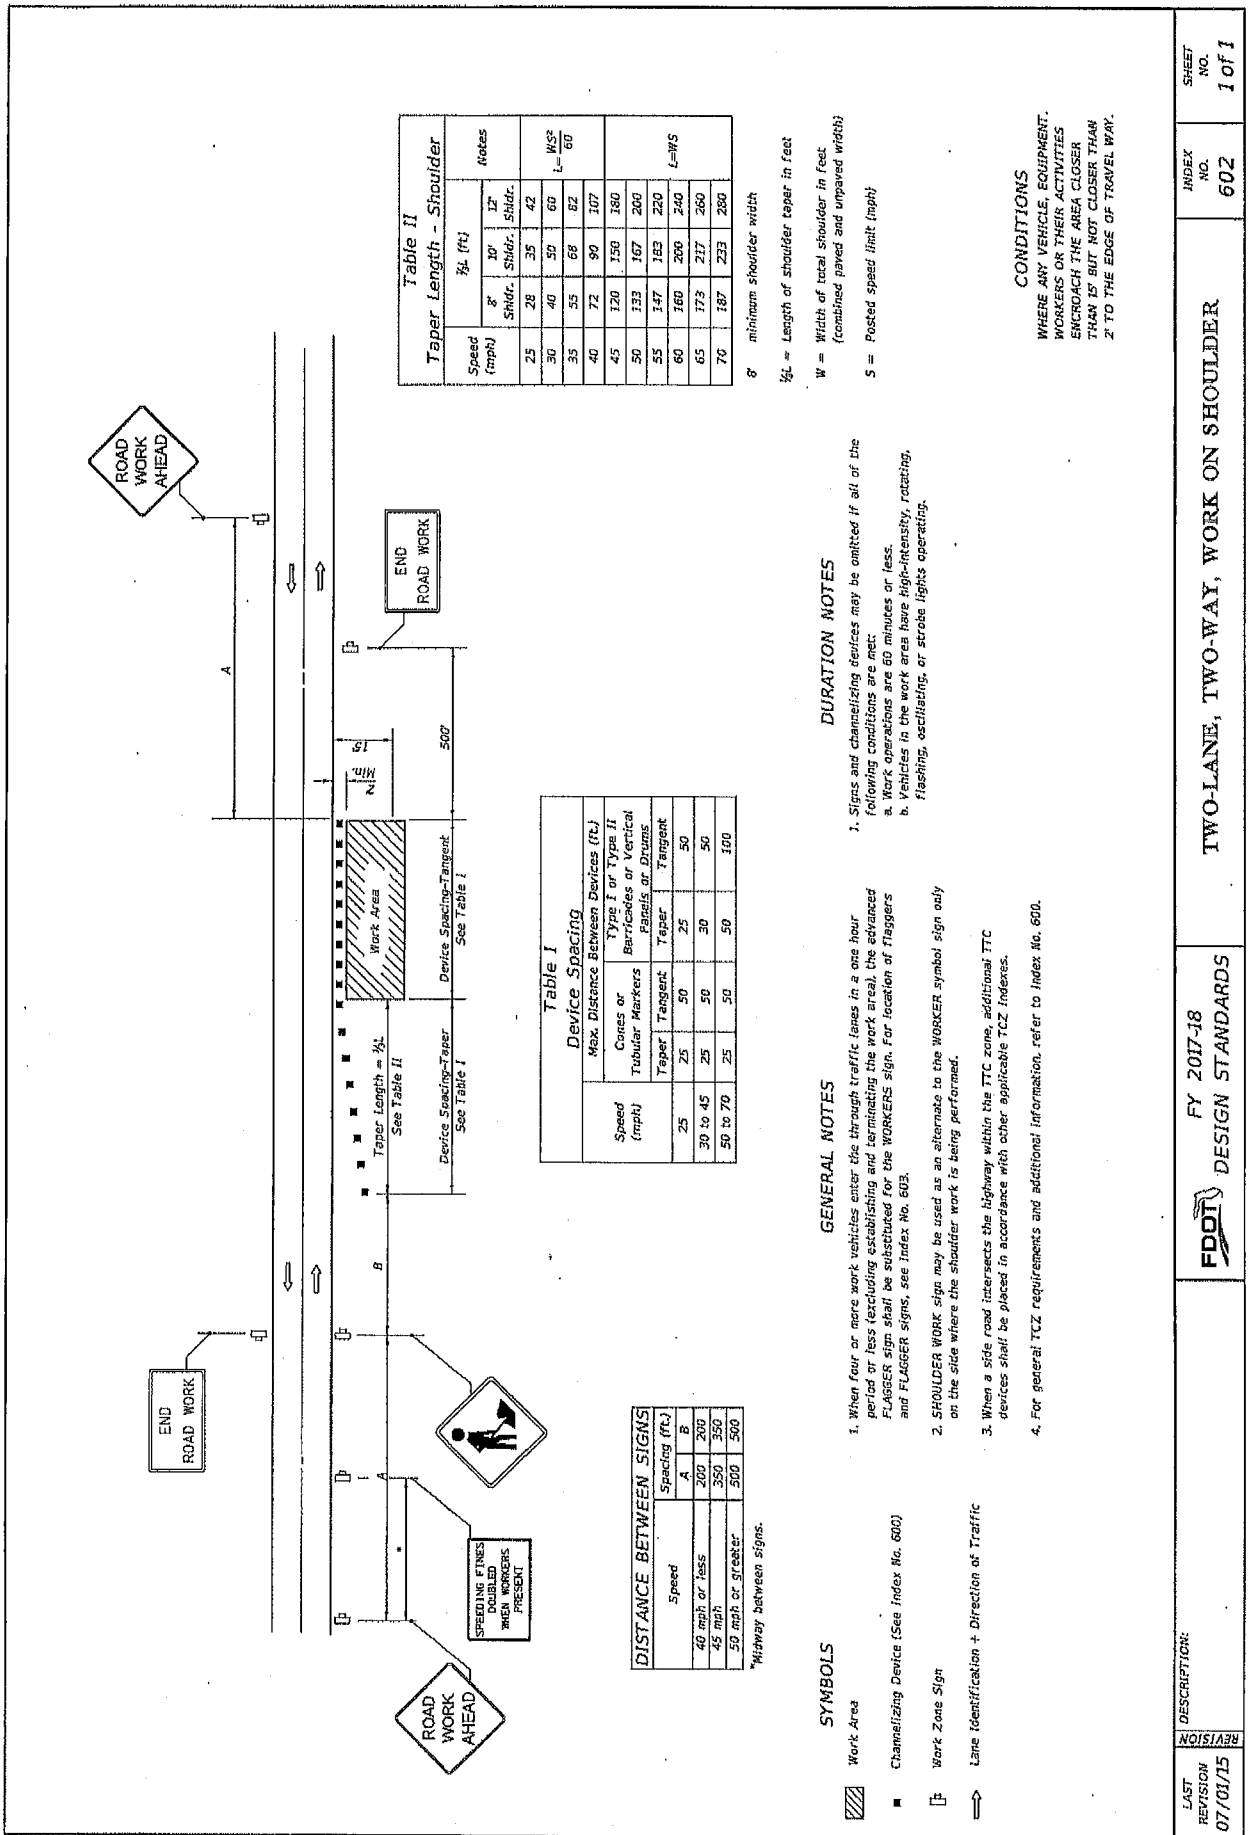 ROAD
WORK
AHEAD
END
ROAD WORK
A
END
ROAD WORK
2'
Min.
15'
500'
Work Area
Taper Length = ⅓L
See Table II
Device Spacing-Taper
See Table I
Device Spacing-Tangent
See Table I
B
A
*
SPEEDING FINES
DOUBLED
WHEN WORKERS
PRESENT
ROAD
WORK
AHEAD
DISTANCE BETWEEN SIGNS
Speed Spacing (ft.)
A B
40 mph or less 200 200
45 mph 350 350
50 mph or greater 500 500
*Midway between signs.
Table I
Device Spacing
Speed (mph) Max. Distance Between Devices (ft.)
Cones or Tubular Markers Type I or Type II Barricades or Vertical Panels or Drums
Taper Tangent Taper Tangent
25 25 50 25 50
30 to 45 25 50 30 50
50 to 70 25 50 50 100
Table II
Taper Length - Shoulder
Speed (mph) ⅓L (ft) Notes
8' Shldr. 10' Shldr. 12' Shldr.
25 28 35 42 L=WS²/60
30 40 50 60
35 55 68 82
40 72 90 107
45 120 150 180 L=WS
50 133 167 200
55 147 183 220
60 160 200 240
65 173 217 260
70 187 233 280
8' minimum shoulder width
⅓L = Length of shoulder taper in feet
W = Width of total shoulder in feet
(combined paved and unpaved width)
S = Posted speed limit (mph)
SYMBOLS
Work Area
Channelizing Device (See Index No. 600)
Work Zone Sign
Lane Identification + Direction of Traffic
GENERAL NOTES
1. When four or more work vehicles enter the through traffic lanes in a one hour
period or less (excluding establishing and terminating the work area), the advanced
FLAGGER sign shall be substituted for the WORKERS sign. For location of flaggers
and FLAGGER signs, see Index No. 603.
2. SHOULDER WORK sign may be used as an alternate to the WORKER symbol sign only
on the side where the shoulder work is being performed.
3. When a side road intersects the highway within the TTC zone, additional TTC
devices shall be placed in accordance with other applicable TCZ Indexes.
4. For general TCZ requirements and additional information, refer to Index No. 600.
DURATION NOTES
1. Signs and channelizing devices may be omitted if all of the
following conditions are met:
a. Work operations are 60 minutes or less.
b. Vehicles in the work area have high-intensity, rotating,
flashing, oscillating, or strobe lights operating.
CONDITIONS
WHERE ANY VEHICLE, EQUIPMENT,
WORKERS OR THEIR ACTIVITIES
ENCROACH THE AREA CLOSER
THAN 15' BUT NOT CLOSER THAN
2' TO THE EDGE OF TRAVEL WAY.
LAST
REVISION
07/01/15
REVISION
DESCRIPTION:
FDOT
FY 2017-18
DESIGN STANDARDS
TWO-LANE, TWO-WAY, WORK ON SHOULDER
INDEX
NO.
602
SHEET
NO.
1 of 1